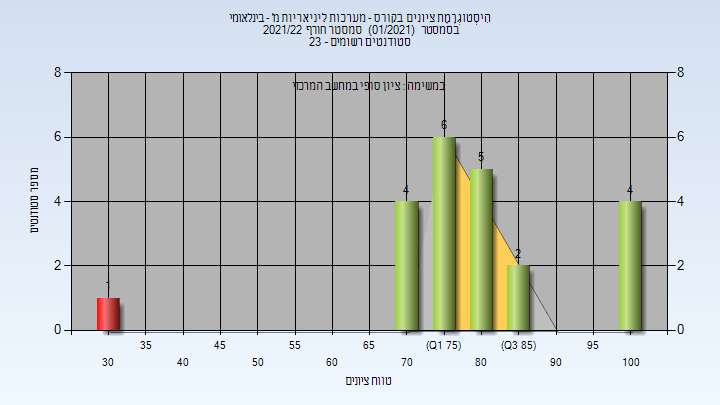 הִיסְטוֹגְרָמַת ציונים בקורס - מערכות ליניאריות מ' - בינלאומי
בסמסטר (01/2021) סמסטר חורף 2021/22
סטודנטים רשומים - 23
במשימה : ציון סופי במחשב המרכזי
מספר סטודנטים
8 8
6 6
4 4
2 2
0 0
1
4
6
5
2
4
35 45 55 65 (Q1 75) (Q3 85) 95
30 40 50 60 70 80 90 100
טווח ציונים